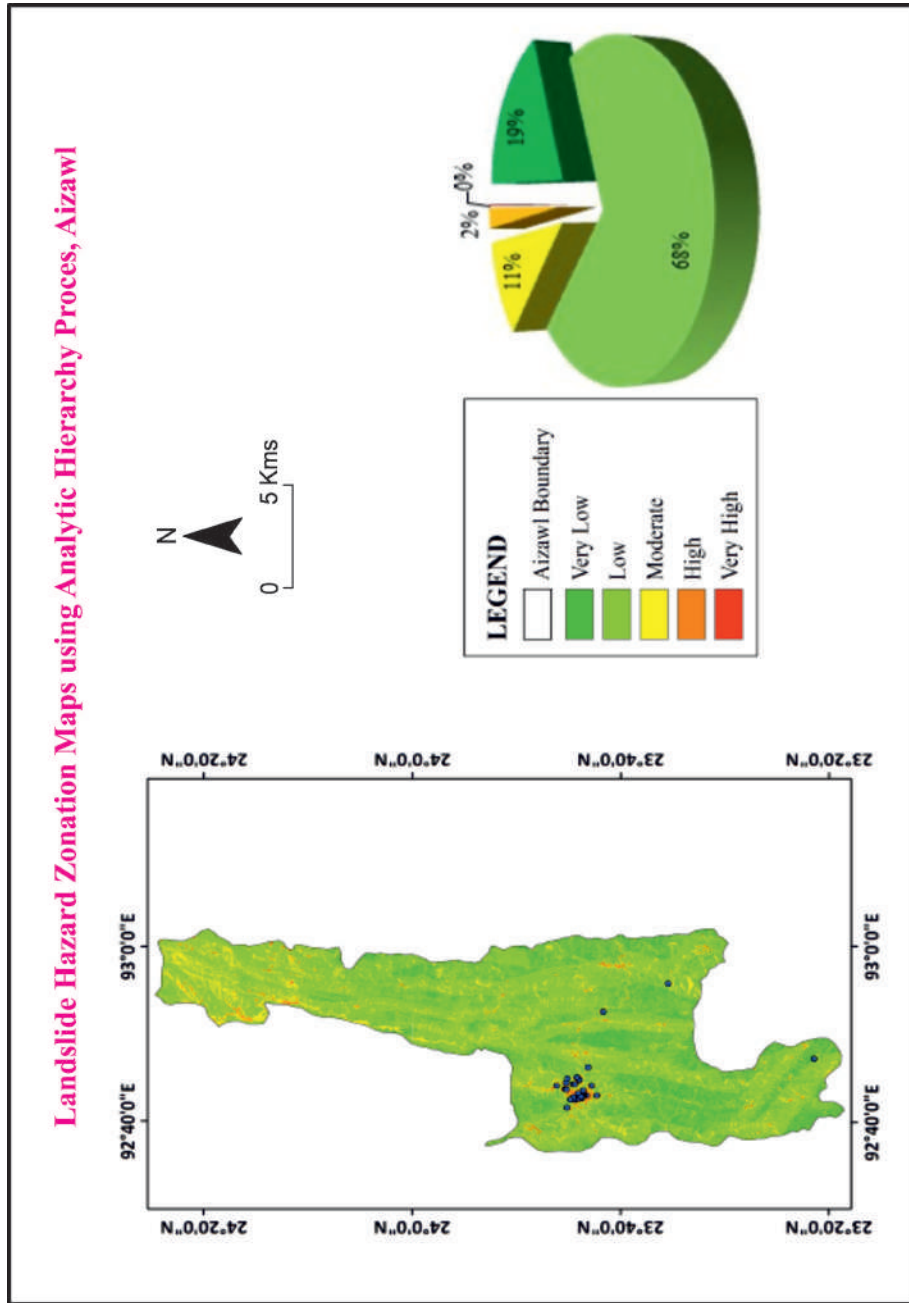 Landslide Hazard Zonation Maps using Analytic Hierarchy Proces, Aizawl
92°40'0"E
93°0'0"E
24°20'0"N
24°20'0"N
24°0'0"N
24°0'0"N
23°40'0"N
23°40'0"N
23°20'0"N
23°20'0"N
92°40'0"E
93°0'0"E
N
0 5 Kms
LEGEND
Aizawl Boundary
Very Low
Low
Moderate
High
Very High
2%
0%
11%
19%
68%